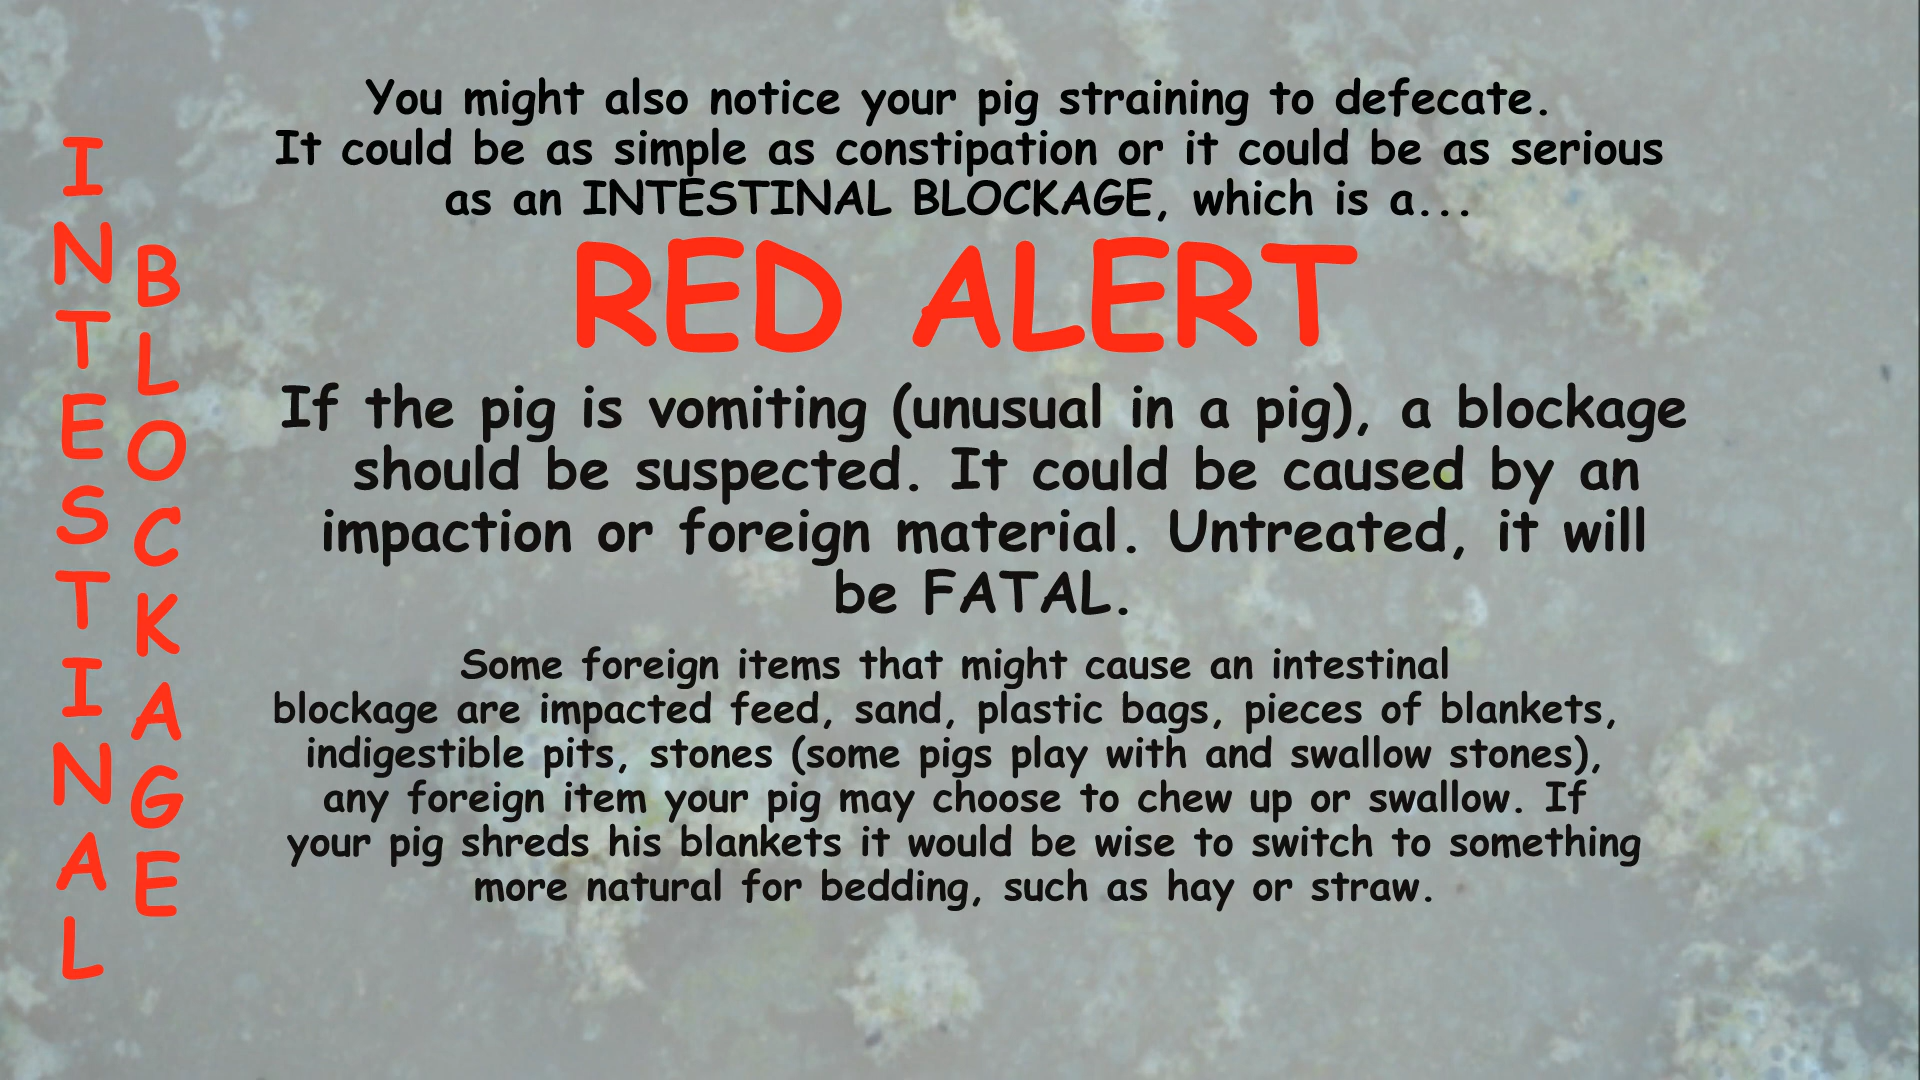 INTESTINAL
BLOCKAGE
You might also notice your pig straining to defecate.
It could be as simple as constipation or it could be as serious
as an INTESTINAL BLOCKAGE, which is a...
RED ALERT
If the pig is vomiting (unusual in a pig), a blockage
should be suspected. It could be caused by an
impaction or foreign material. Untreated, it will
be FATAL.
Some foreign items that might cause an intestinal
blockage are impacted feed, sand, plastic bags, pieces of blankets,
indigestible pits, stones (some pigs play with and swallow stones),
any foreign item your pig may choose to chew up or swallow. If
your pig shreds his blankets it would be wise to switch to something
more natural for bedding, such as hay or straw.